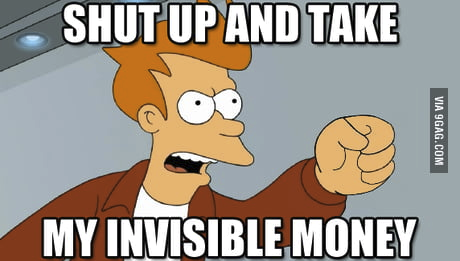 SHUT UP AND TAKE
MY INVISIBLE MONEY
VIA 9GAG.COM